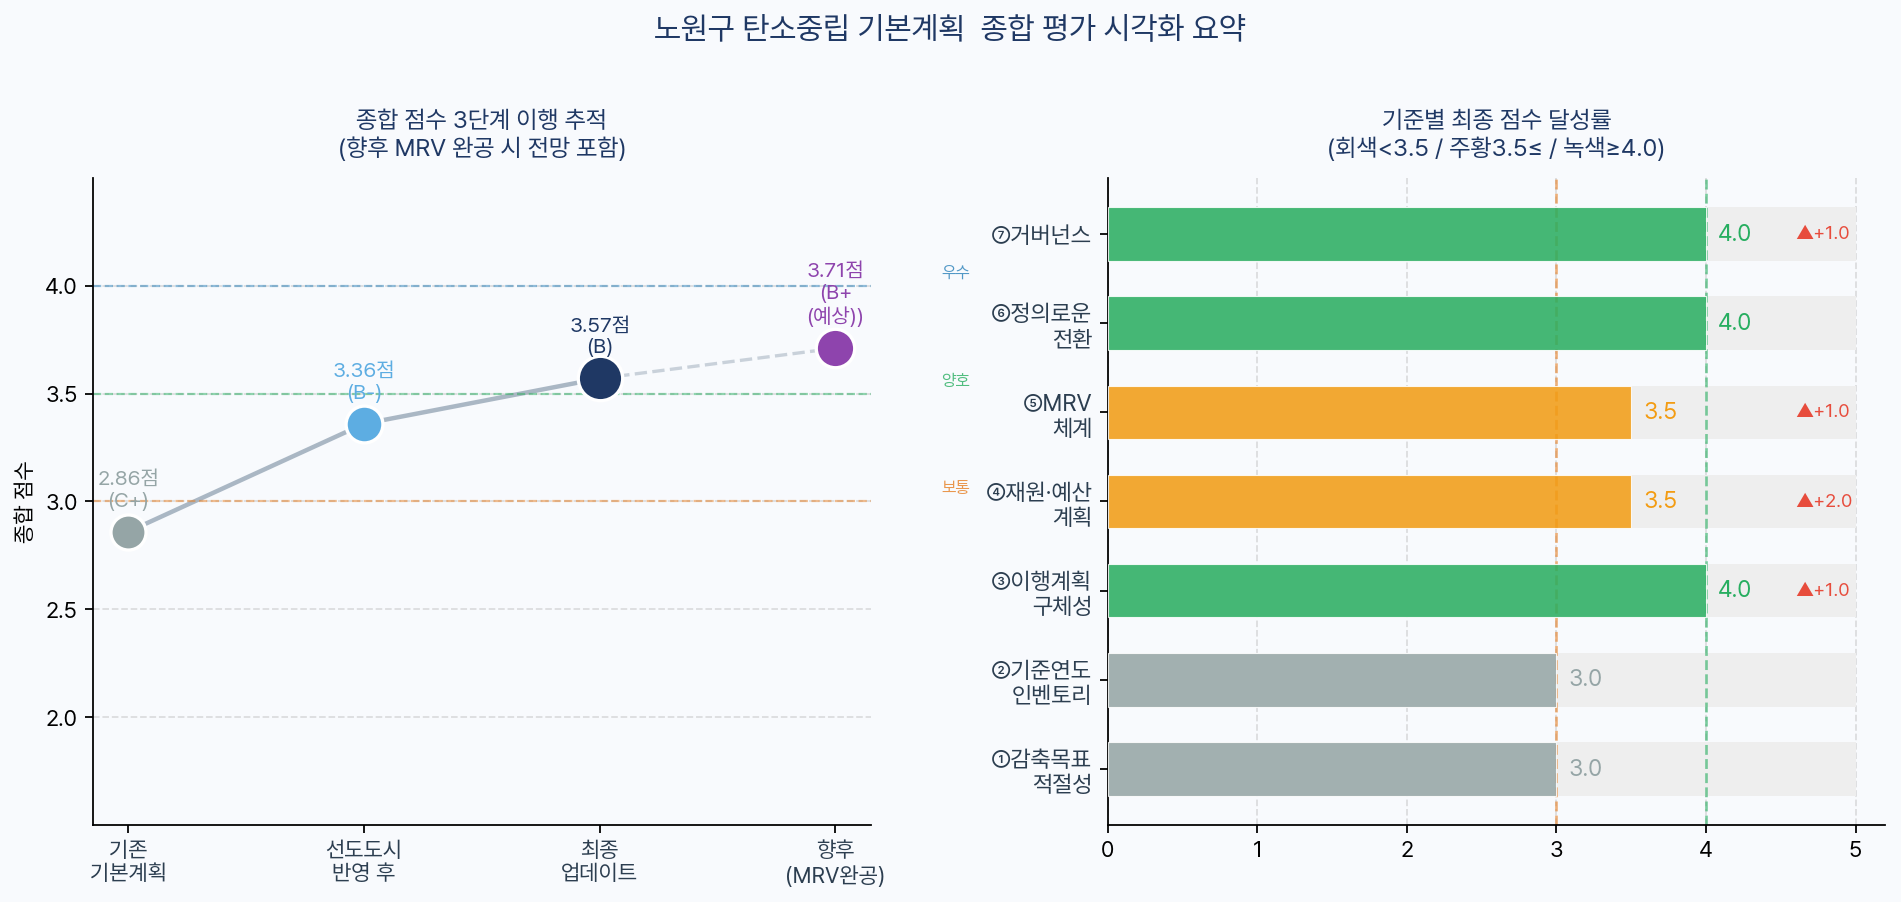 노원구 탄소중립 기본계획 종합 평가 시각화 요약
종합 점수 3단계 이행 추적
(향후 MRV 완공 시 전망 포함)
종합 점수
4.0
3.5
3.0
2.5
2.0
2.86점
(C+)
3.36점
(B-)
3.57점
(B)
3.71점
(B+
(예상))
우수
양호
보통
기존
기본계획
선도도시
반영 후
최종
업데이트
향후
(MRV완공)
기준별 최종 점수 달성률
(회색<3.5 / 주황3.5≤ / 녹색≥4.0)
⑦거버넌스
4.0
▲+1.0
⑥정의로운
전환
4.0
⑤MRV
체계
3.5
▲+1.0
④재원·예산
계획
3.5
▲+2.0
③이행계획
구체성
4.0
▲+1.0
②기준연도
인벤토리
3.0
①감축목표
적절성
3.0
0
1
2
3
4
5